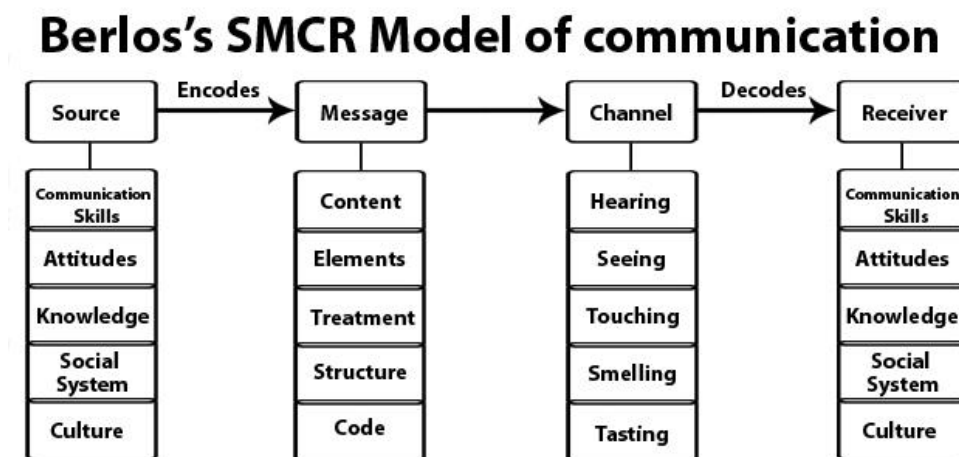 Berlos's SMCR Model of communication
Source
Encodes
Message
Channel
Decodes
Receiver
Communication
Skills
Attitudes
Knowledge
Social
System
Culture
Content
Elements
Treatment
Structure
Code
Hearing
Seeing
Touching
Smelling
Tasting
Communication
Skills
Attitudes
Knowledge
Social
System
Culture